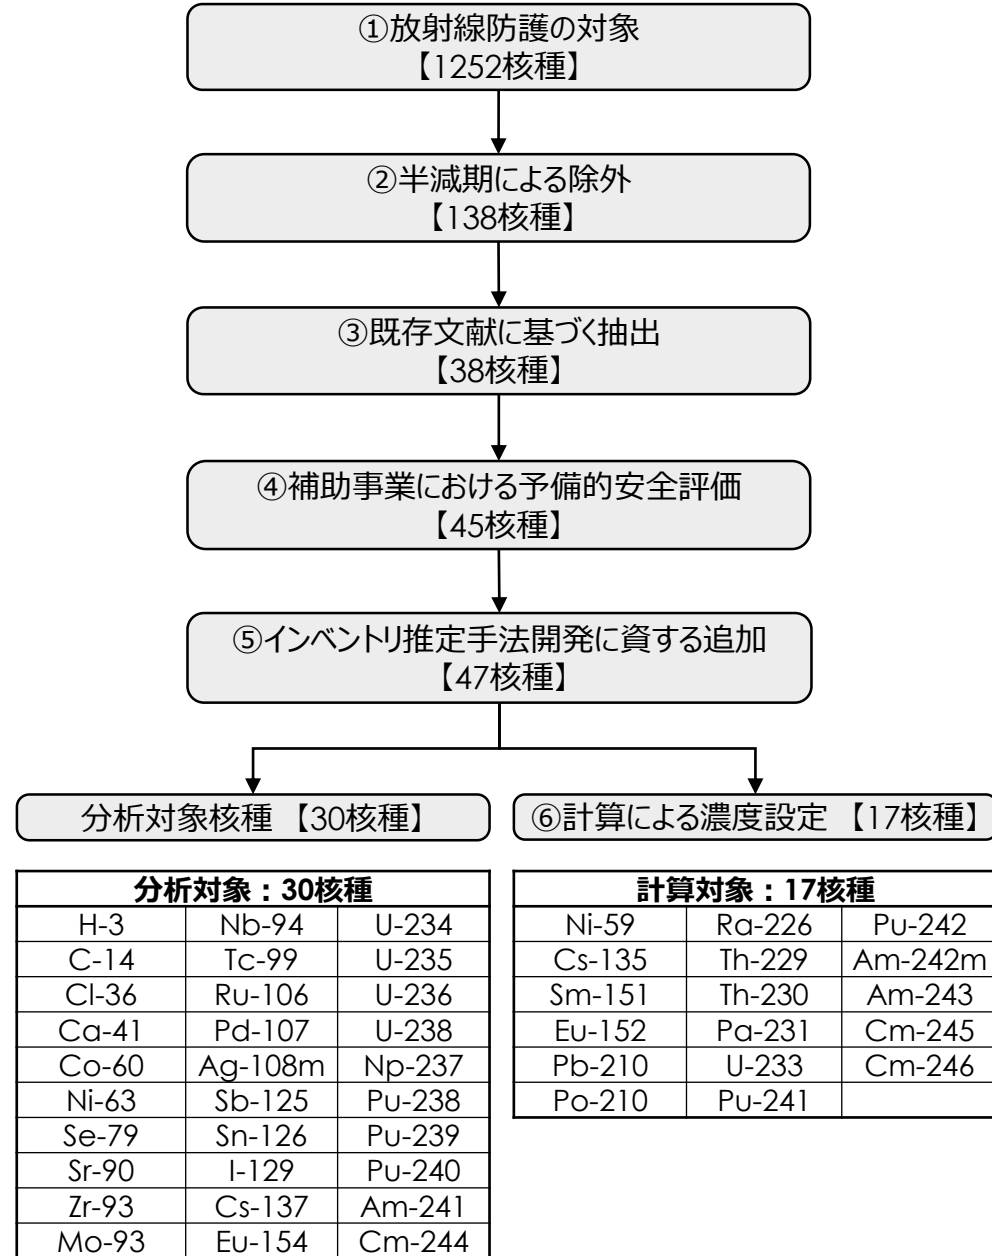 ①放射線防護の対象
【1252核種】
②半減期による除外
【138核種】
③既存文献に基づく抽出
【38核種】
④補助事業における予備的安全評価
【45核種】
⑤インベントリ推定手法開発に資する追加
【47核種】
分析対象核種 【30核種】
⑥計算による濃度設定 【17核種】
分析対象：30核種
H-3 Nb-94 U-234
C-14 Tc-99 U-235
Cl-36 Ru-106 U-236
Ca-41 Pd-107 U-238
Co-60 Ag-108m Np-237
Ni-63 Sb-125 Pu-238
Se-79 Sn-126 Pu-239
Sr-90 I-129 Pu-240
Zr-93 Cs-137 Am-241
Mo-93 Eu-154 Cm-244
計算対象：17核種
Ni-59 Ra-226 Pu-242
Cs-135 Th-229 Am-242m
Sm-151 Th-230 Am-243
Eu-152 Pa-231 Cm-245
Pb-210 U-233 Cm-246
Po-210 Pu-241